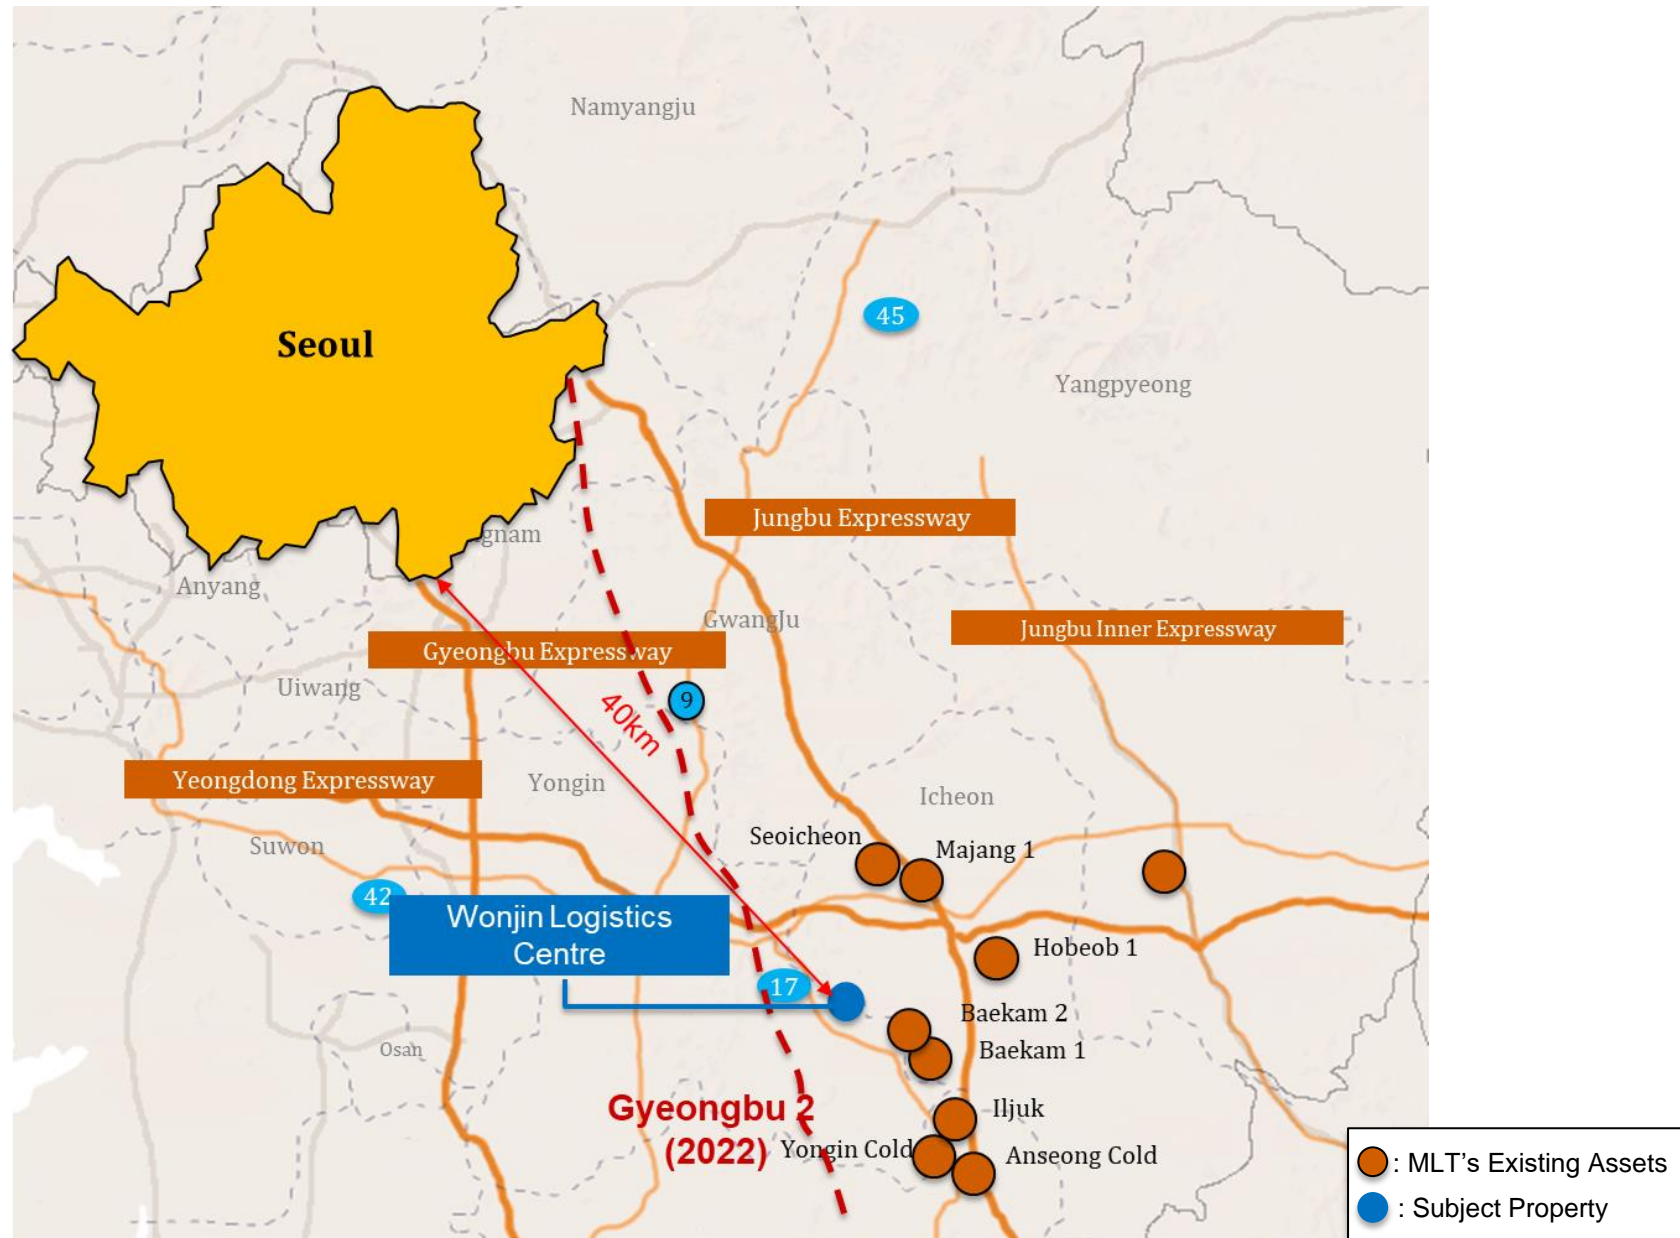 Namyangju
45
Seoul
Yangpyeong
Jungbu Expressway
gnam
Anyang
GwangJu
Jungbu Inner Expressway
Gyeongbu Expressway
Uiwang
9
40km
Yeongdong Expressway
Yongin
Icheon
Suwon
Seoicheon
Majang 1
42
Wonjin Logistics
Centre
Hobeob 1
17
Baekam 2
Osan
Baekam 1
Gyeongbu 2
(2022)
Iljuk
Yongin Cold
Anseong Cold
: MLT's Existing Assets
: Subject Property